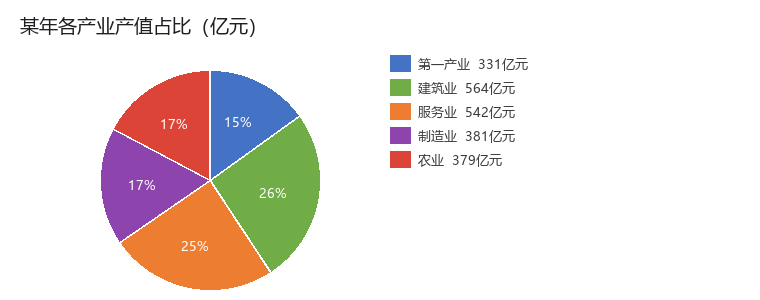 某年各产业产值占比（亿元）
第一产业 331亿元
建筑业 564亿元
服务业 542亿元
制造业 381亿元
农业 379亿元
15%
17%
17%
26%
25%